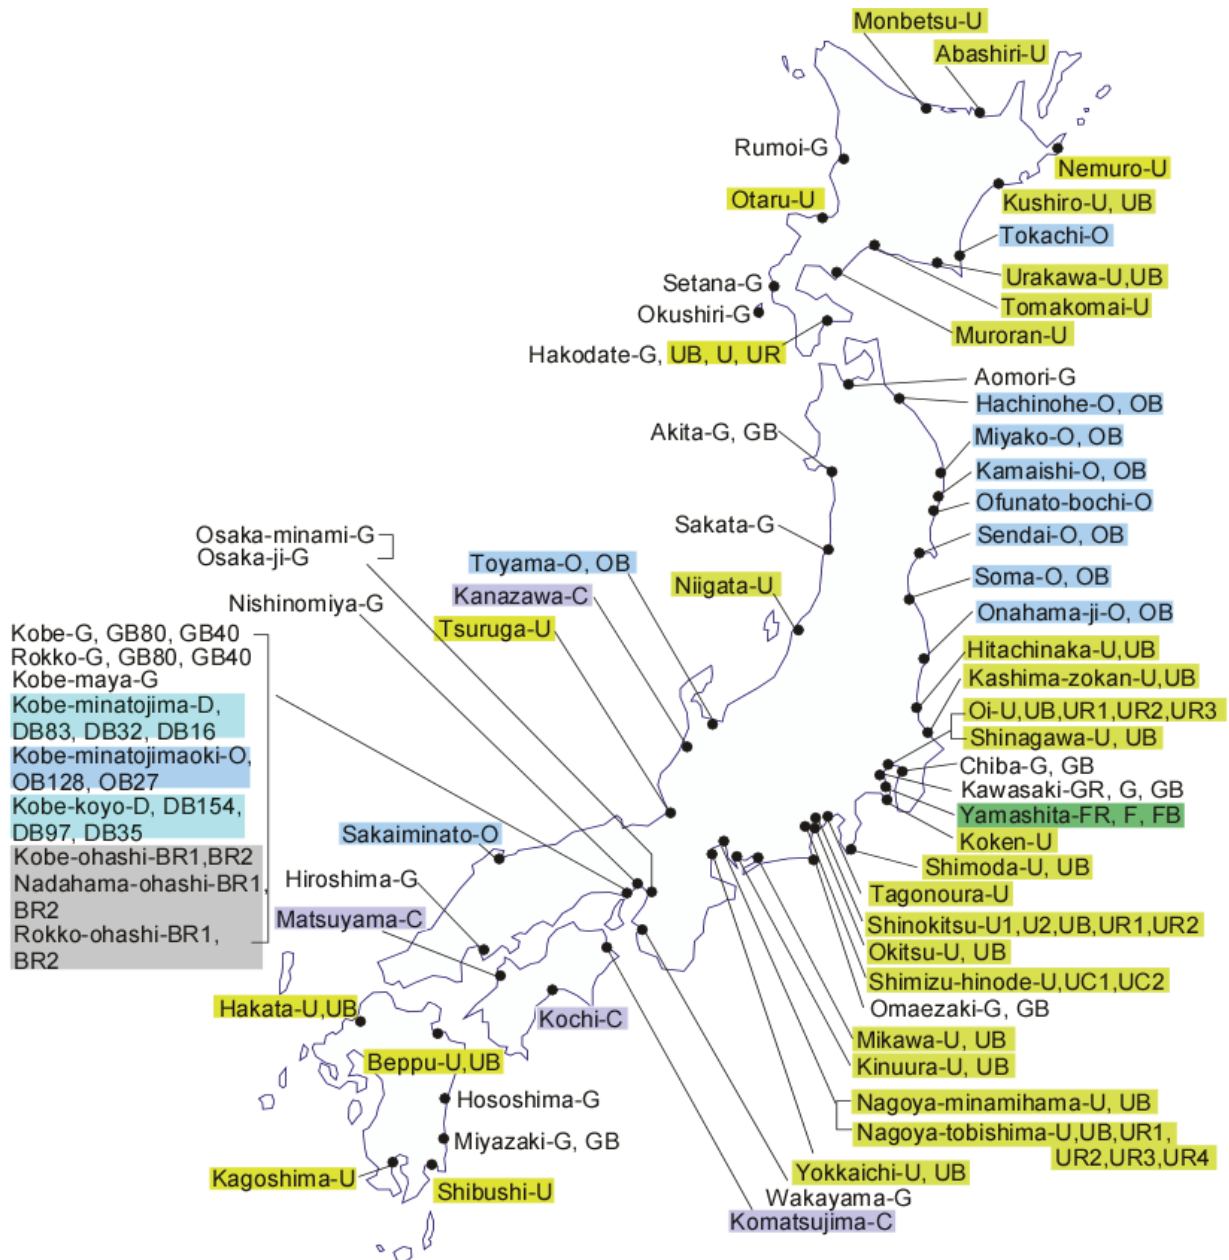 Monbetsu-U
Abashiri-U
Rumoi-G
Nemuro-U
Otaru-U
Kushiro-U, UB
Tokachi-O
Urakawa-U,UB
Setana-G
Tomakomai-U
Okushiri-G
Muroran-U
Hakodate-G, UB, U, UR
Aomori-G
Hachinohe-O, OB
Akita-G, GB
Miyako-O, OB
Kamaishi-O, OB
Ofunato-bochi-O
Sakata-G
Sendai-O, OB
Osaka-minami-G
Osaka-ji-G
Toyama-O, OB
Kanazawa-C
Niigata-U
Soma-O, OB
Nishinomiya-G
Tsuruga-U
Onahama-ji-O, OB
Kobe-G, GB80, GB40
Rokko-G, GB80, GB40
Kobe-maya-G
Kobe-minatojima-D,
DB83, DB32, DB16
Kobe-minatojimaoki-O,
OB128, OB27
Kobe-koyo-D, DB154,
DB97, DB35
Kobe-ohashi-BR1,BR2
Nadahama-ohashi-BR1,
BR2
Rokko-ohashi-BR1,
BR2
Hitachinaka-U,UB
Kashima-zokan-U,UB
Oi-U,UB,UR1,UR2,UR3
Shinagawa-U, UB
Chiba-G, GB
Kawasaki-GR, G, GB
Yamashita-FR, F, FB
Koken-U
Sakaiminato-O
Hiroshima-G
Matsuyama-C
Shimoda-U, UB
Tagonoura-U
Shinokitsu-U1,U2,UB,UR1,UR2
Okitsu-U, UB
Shimizu-hinode-U,UC1,UC2
Omaezaki-G, GB
Hakata-U,UB
Kochi-C
Mikawa-U, UB
Beppu-U,UB
Kinuura-U, UB
Hososhima-G
Nagoya-minamihama-U, UB
Nagoya-tobishima-U,UB,UR1,
UR2,UR3,UR4
Miyazaki-G, GB
Kagoshima-U
Shibushi-U
Yokkaichi-U, UB
Wakayama-G
Komatsujima-C